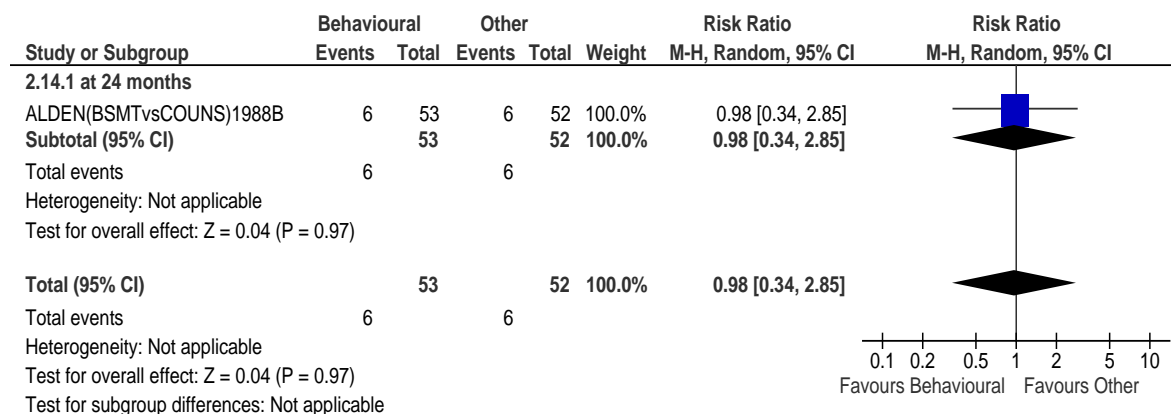 Behavioural Other Risk Ratio Risk Ratio
Study or Subgroup Events Total Events Total Weight M-H, Random, 95% CI M-H, Random, 95% CI
2.14.1 at 24 months
ALDEN(BSMTvsCOUNS)1988B 6 53 6 52 100.0% 0.98 [0.34, 2.85]
Subtotal (95% CI) 53 52 100.0% 0.98 [0.34, 2.85]
Total events 6 6
Heterogeneity: Not applicable
Test for overall effect: Z = 0.04 (P = 0.97)
Total (95% CI) 53 52 100.0% 0.98 [0.34, 2.85]
Total events 6 6
Heterogeneity: Not applicable
Test for overall effect: Z = 0.04 (P = 0.97)
Test for subgroup differences: Not applicable
0.1 0.2 0.5 1 2 5 10
Favours Behavioural Favours Other